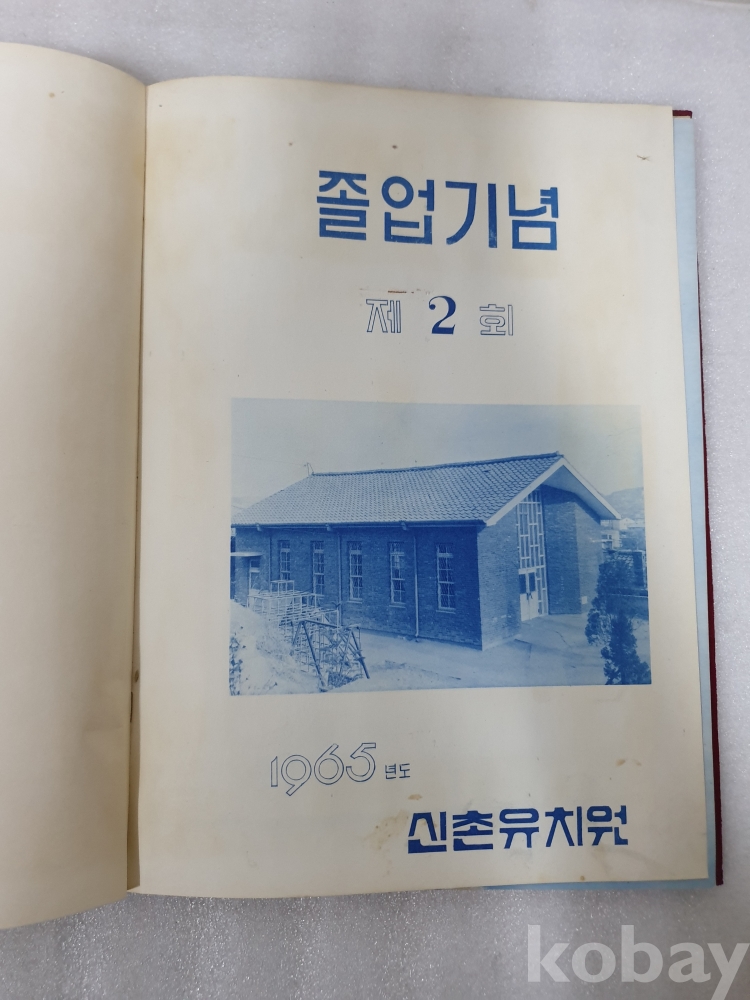 졸업기념
제 2 회
1965 년도
신촌유치원
kobay